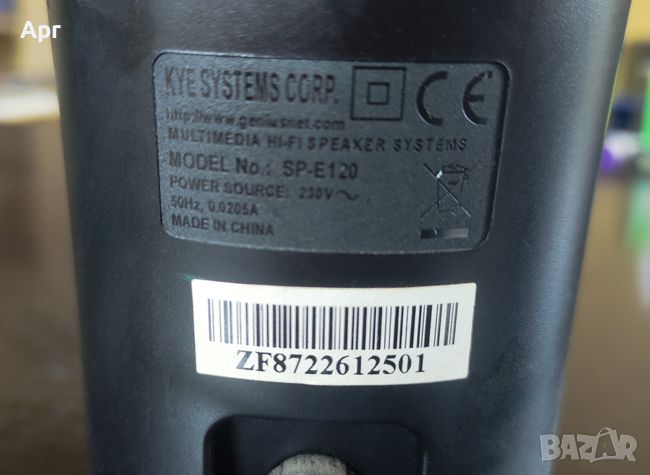 Apr
KYE SYSTEMS CORP.
CE
http://www.geniusnet.com
MULTIMEDIA HI-FI SPEAKER SYSTEMS
MODEL No.: SP-E120
POWER SOURCE: 230V～,
50Hz, 0.0205A
MADE IN CHINA
ZF8722612501
BAZAR